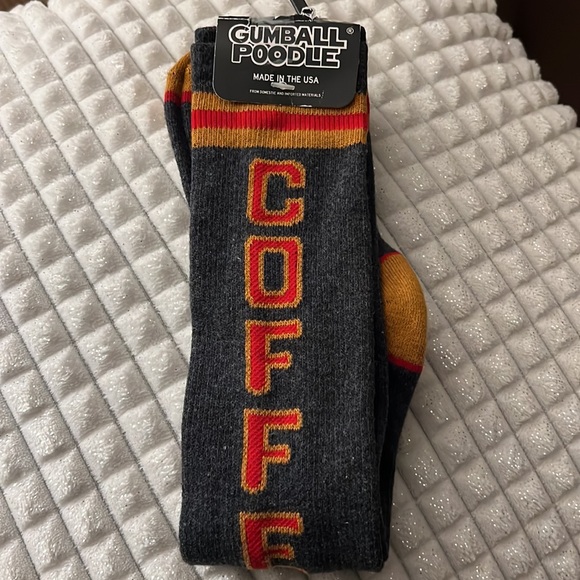 GUMBALL®
POODLE
MADE IN THE USA
FROM DOMESTIC AND IMPORTED MATERIALS
C
O
F
F
E